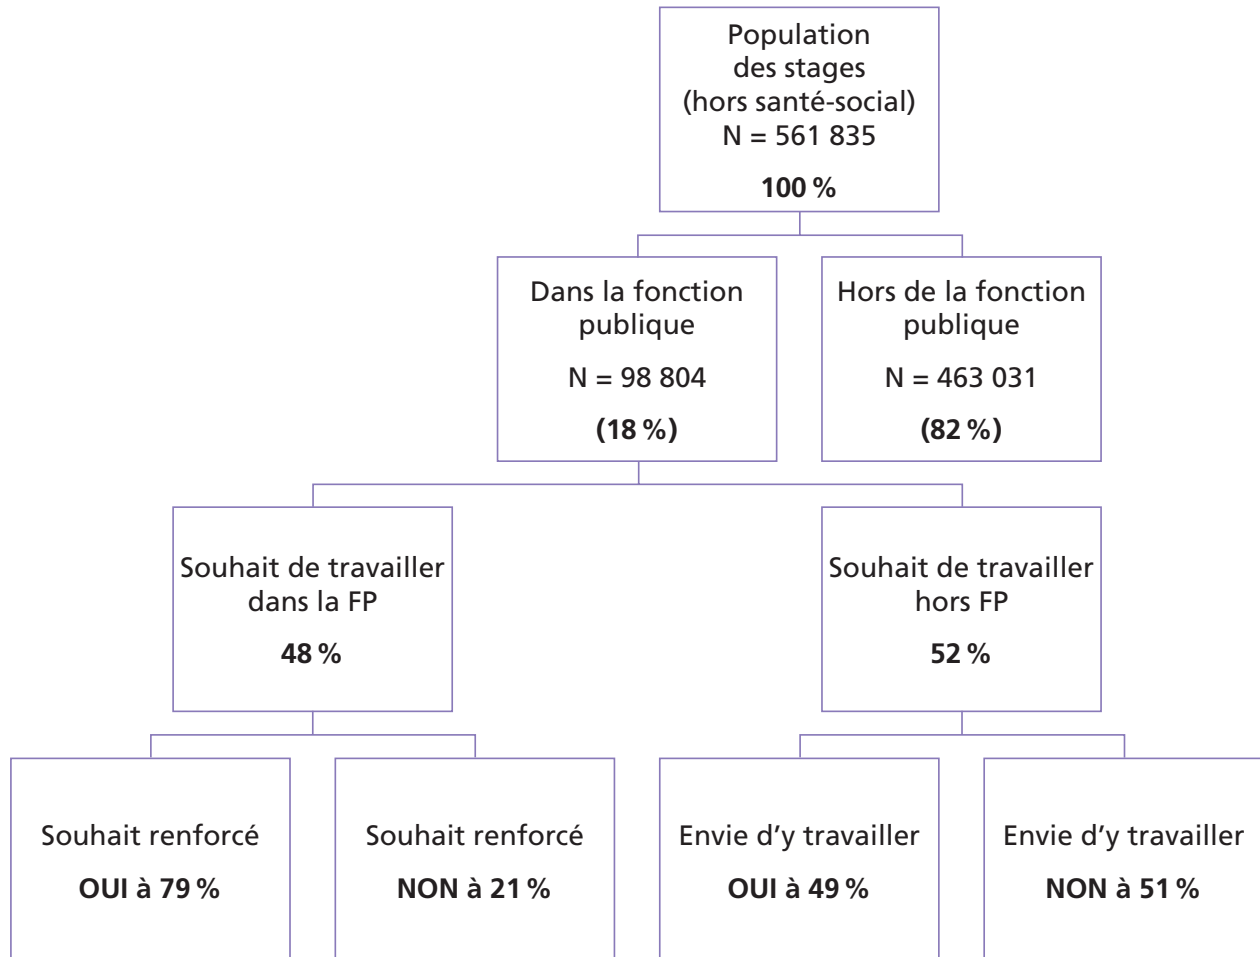 Population
des stages
(hors santé-social)
N = 561 835
100 %
Dans la fonction
publique
N = 98 804
(18 %)
Hors de la fonction
publique
N = 463 031
(82 %)
Souhait de travailler
dans la FP
48 %
Souhait de travailler
hors FP
52 %
Souhait renforcé
OUI à 79 %
Souhait renforcé
NON à 21 %
Envie d'y travailler
OUI à 49 %
Envie d'y travailler
NON à 51 %